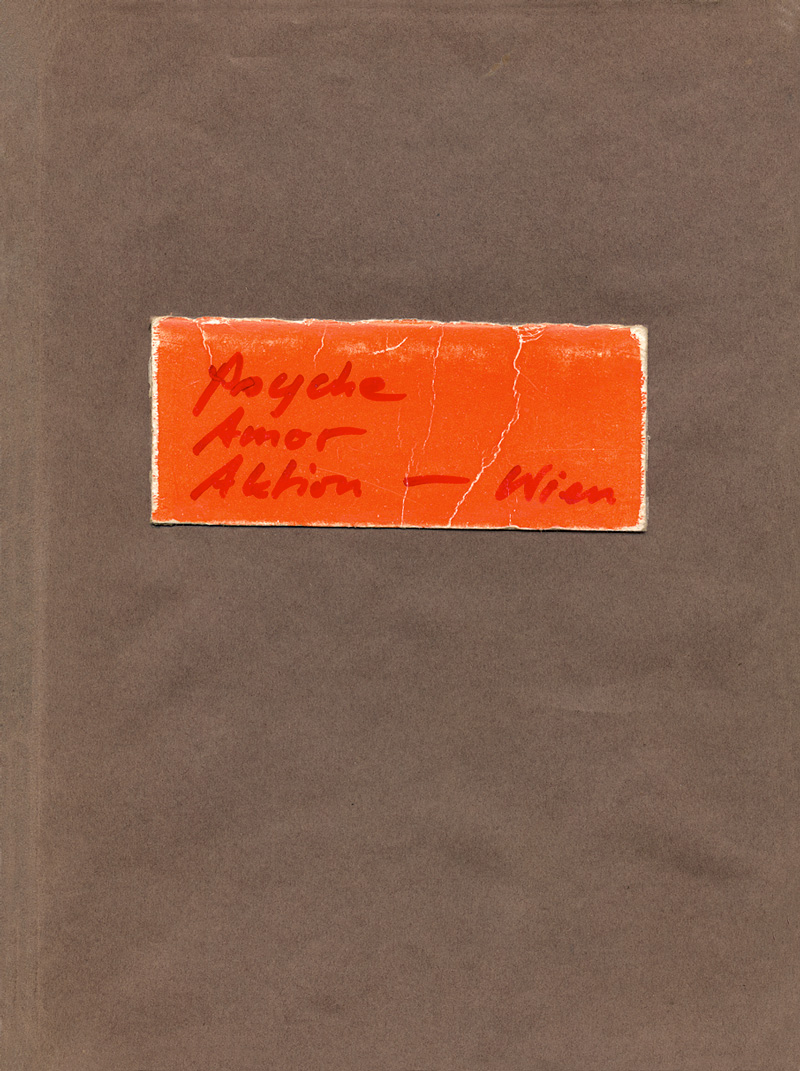 Psyche
Amor
Aktion — Wien